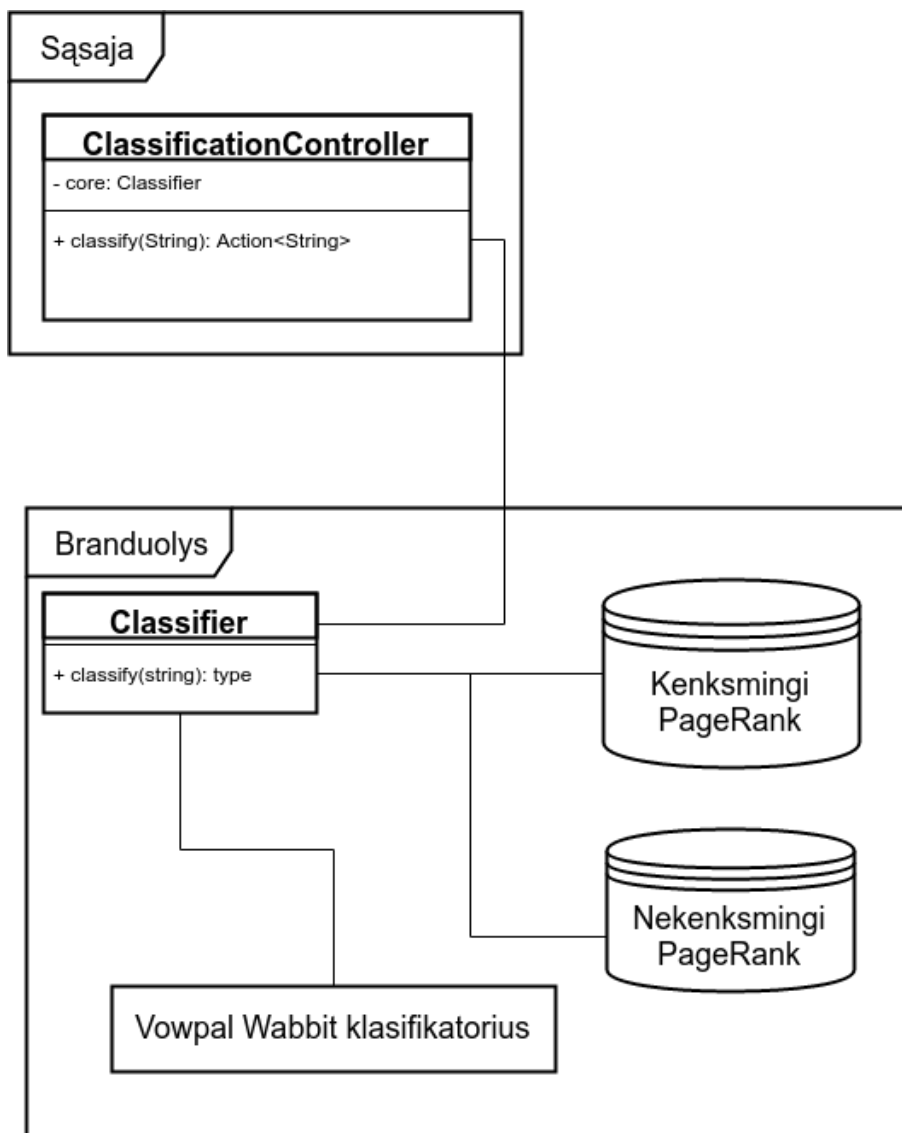 Sąsaja
ClassificationController
- core: Classifier
+ classify(String): Action<String>
Branduolys
Classifier
+ classify(string): type
Kenksmingi
PageRank
Nekenksmingi
PageRank
Vowpal Wabbit klasifikatorius